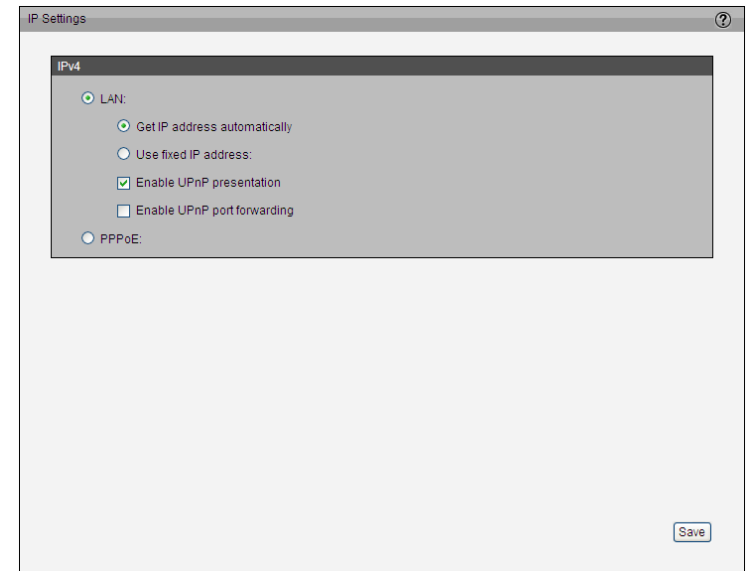 IP Settings
?
IPv4
LAN:
Get IP address automatically
Use fixed IP address:
Enable UPnP presentation
Enable UPnP port forwarding
PPPoE:
Save